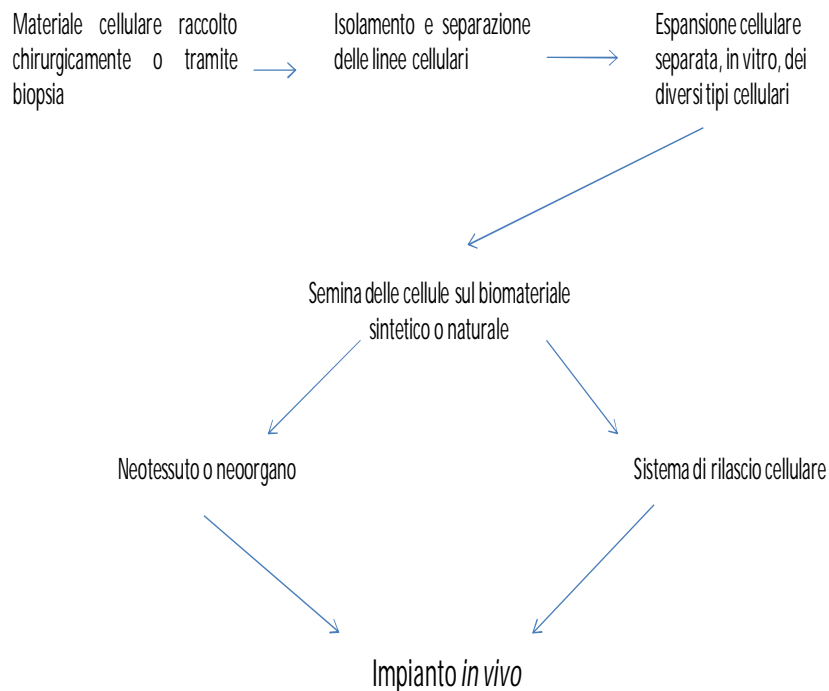 Materiale cellulare raccolto
chirurgicamente o tramite
biopsia
Isolamento e separazione
delle linee cellulari
Espansione cellulare
separata, in vitro, dei
diversi tipi cellulari
Semina delle cellule sul biomateriale
sintetico o naturale
Neotessuto o neoorgano
Sistema di rilascio cellulare
Impianto in vivo